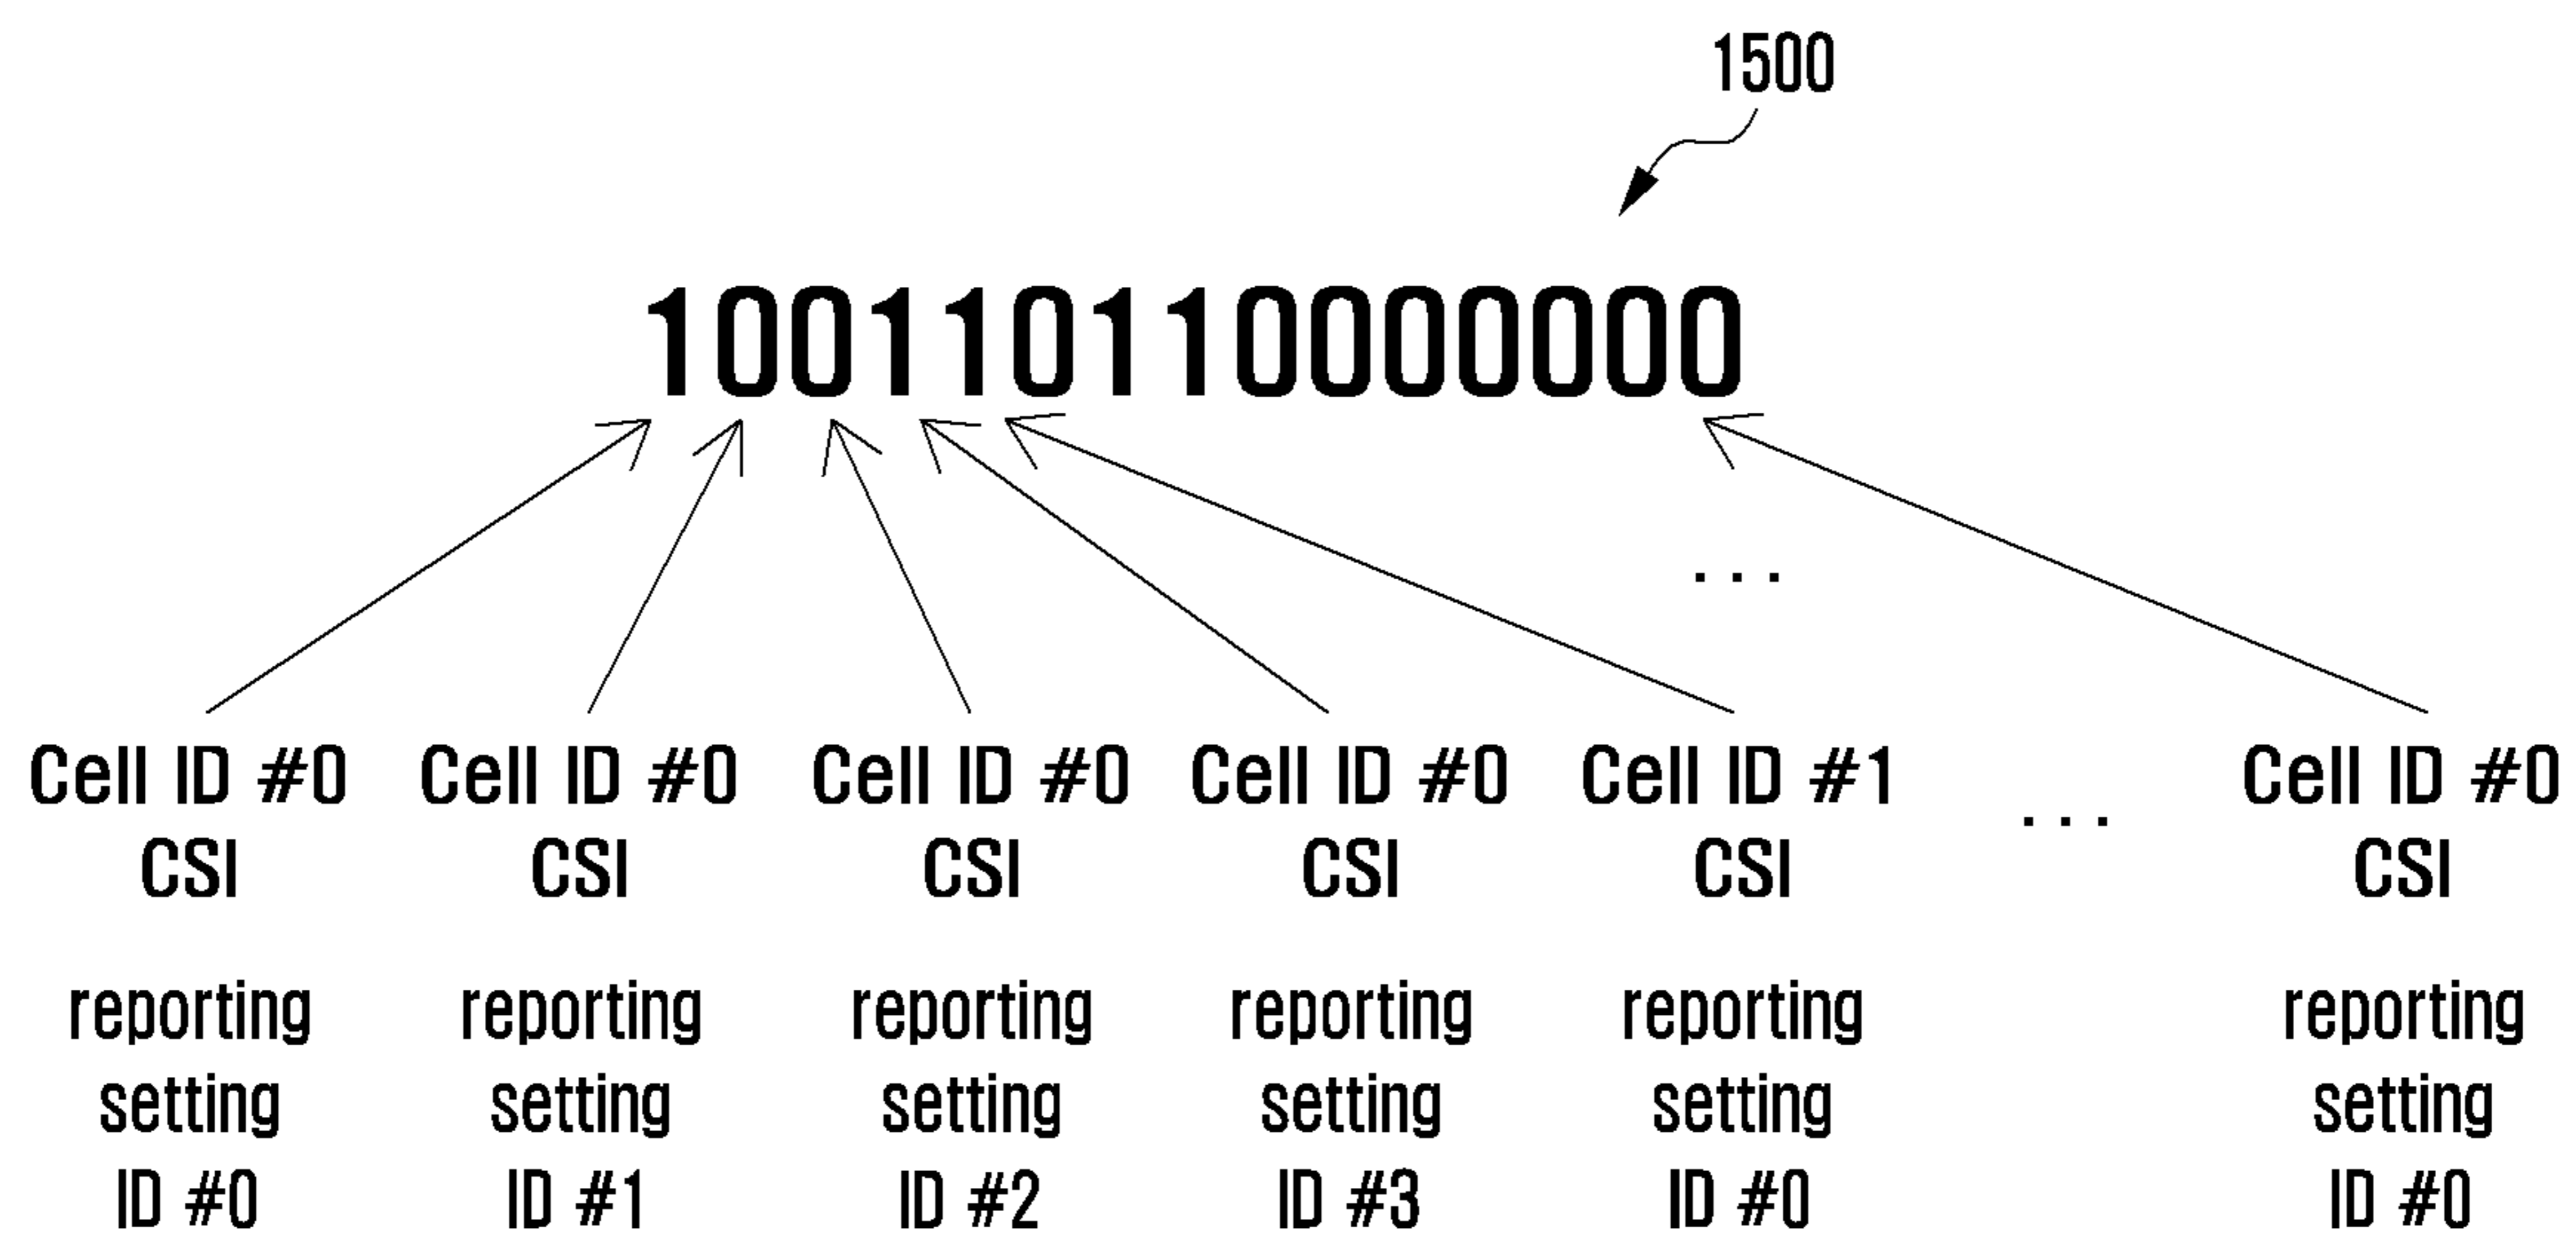 1500
100110110000000
...
Cell ID #0 Cell ID #0 Cell ID #0 Cell ID #0 Cell ID #1 ... Cell ID #0
CSI CSI CSI CSI CSI CSI
reporting reporting reporting reporting reporting reporting
setting setting setting setting setting setting
ID #0 ID #1 ID #2 ID #3 ID #0 ID #0